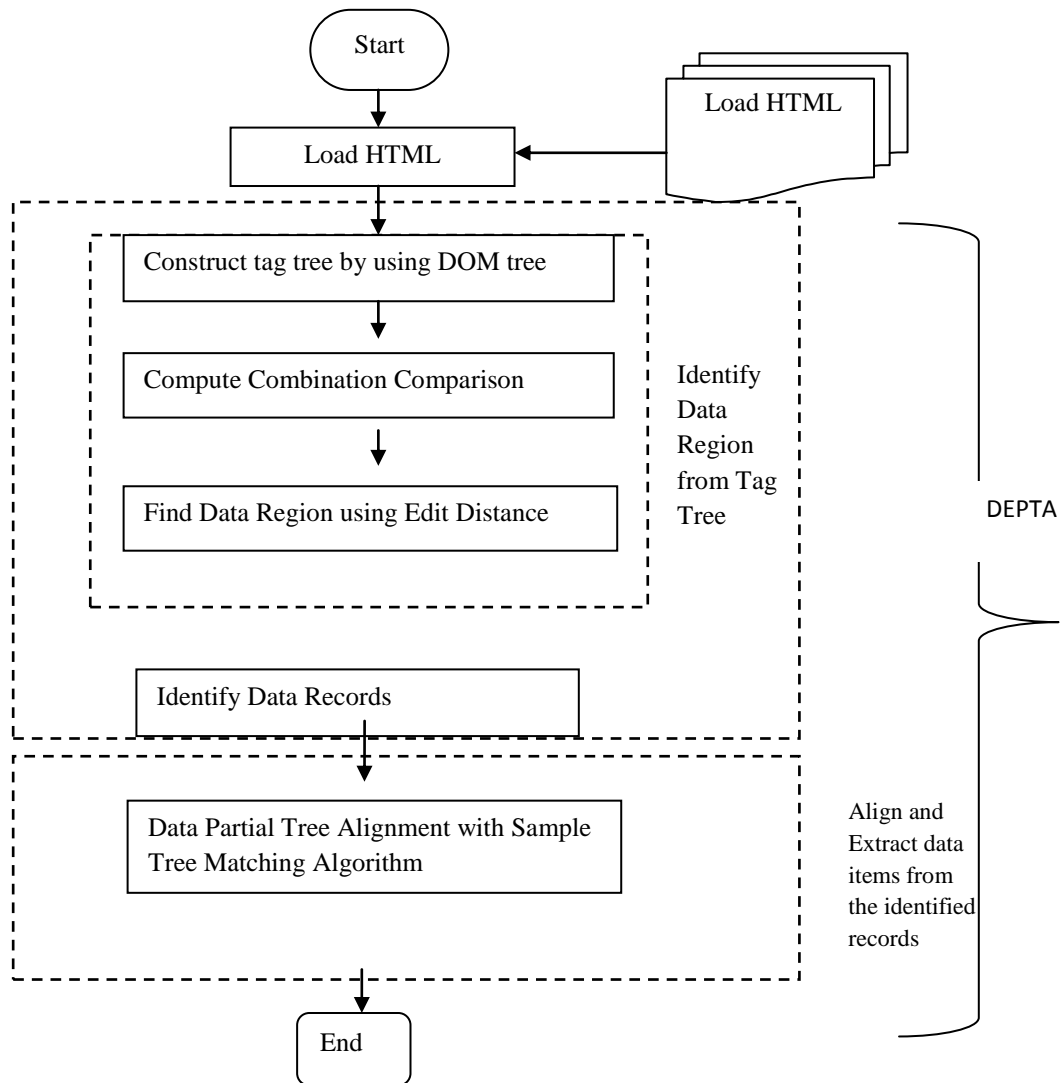 Start
Load HTML
Load HTML
Construct tag tree by using DOM tree
Compute Combination Comparison
Find Data Region using Edit Distance
Identify
Data
Region
from Tag
Tree
DEPTA
Identify Data Records
Data Partial Tree Alignment with Sample
Tree Matching Algorithm
Align and
Extract data
items from
the identified
records
End